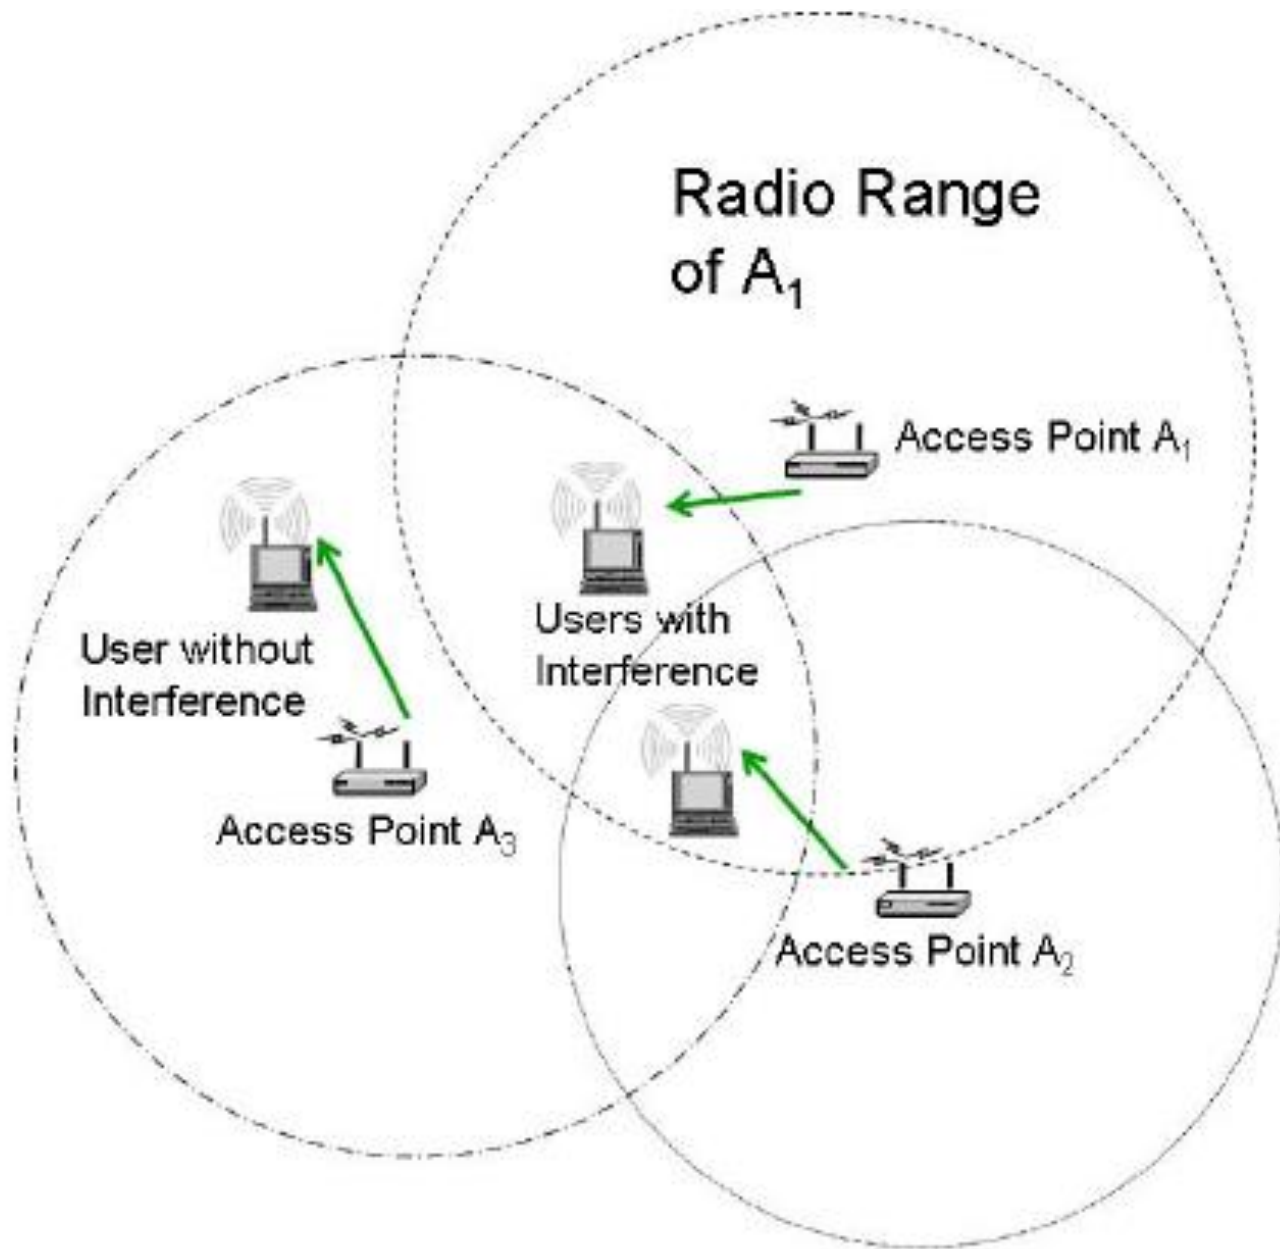 Radio Range
of A₁
Access Point A₁
Users with
Interference
User without
Interference
Access Point A₃
Access Point A₂